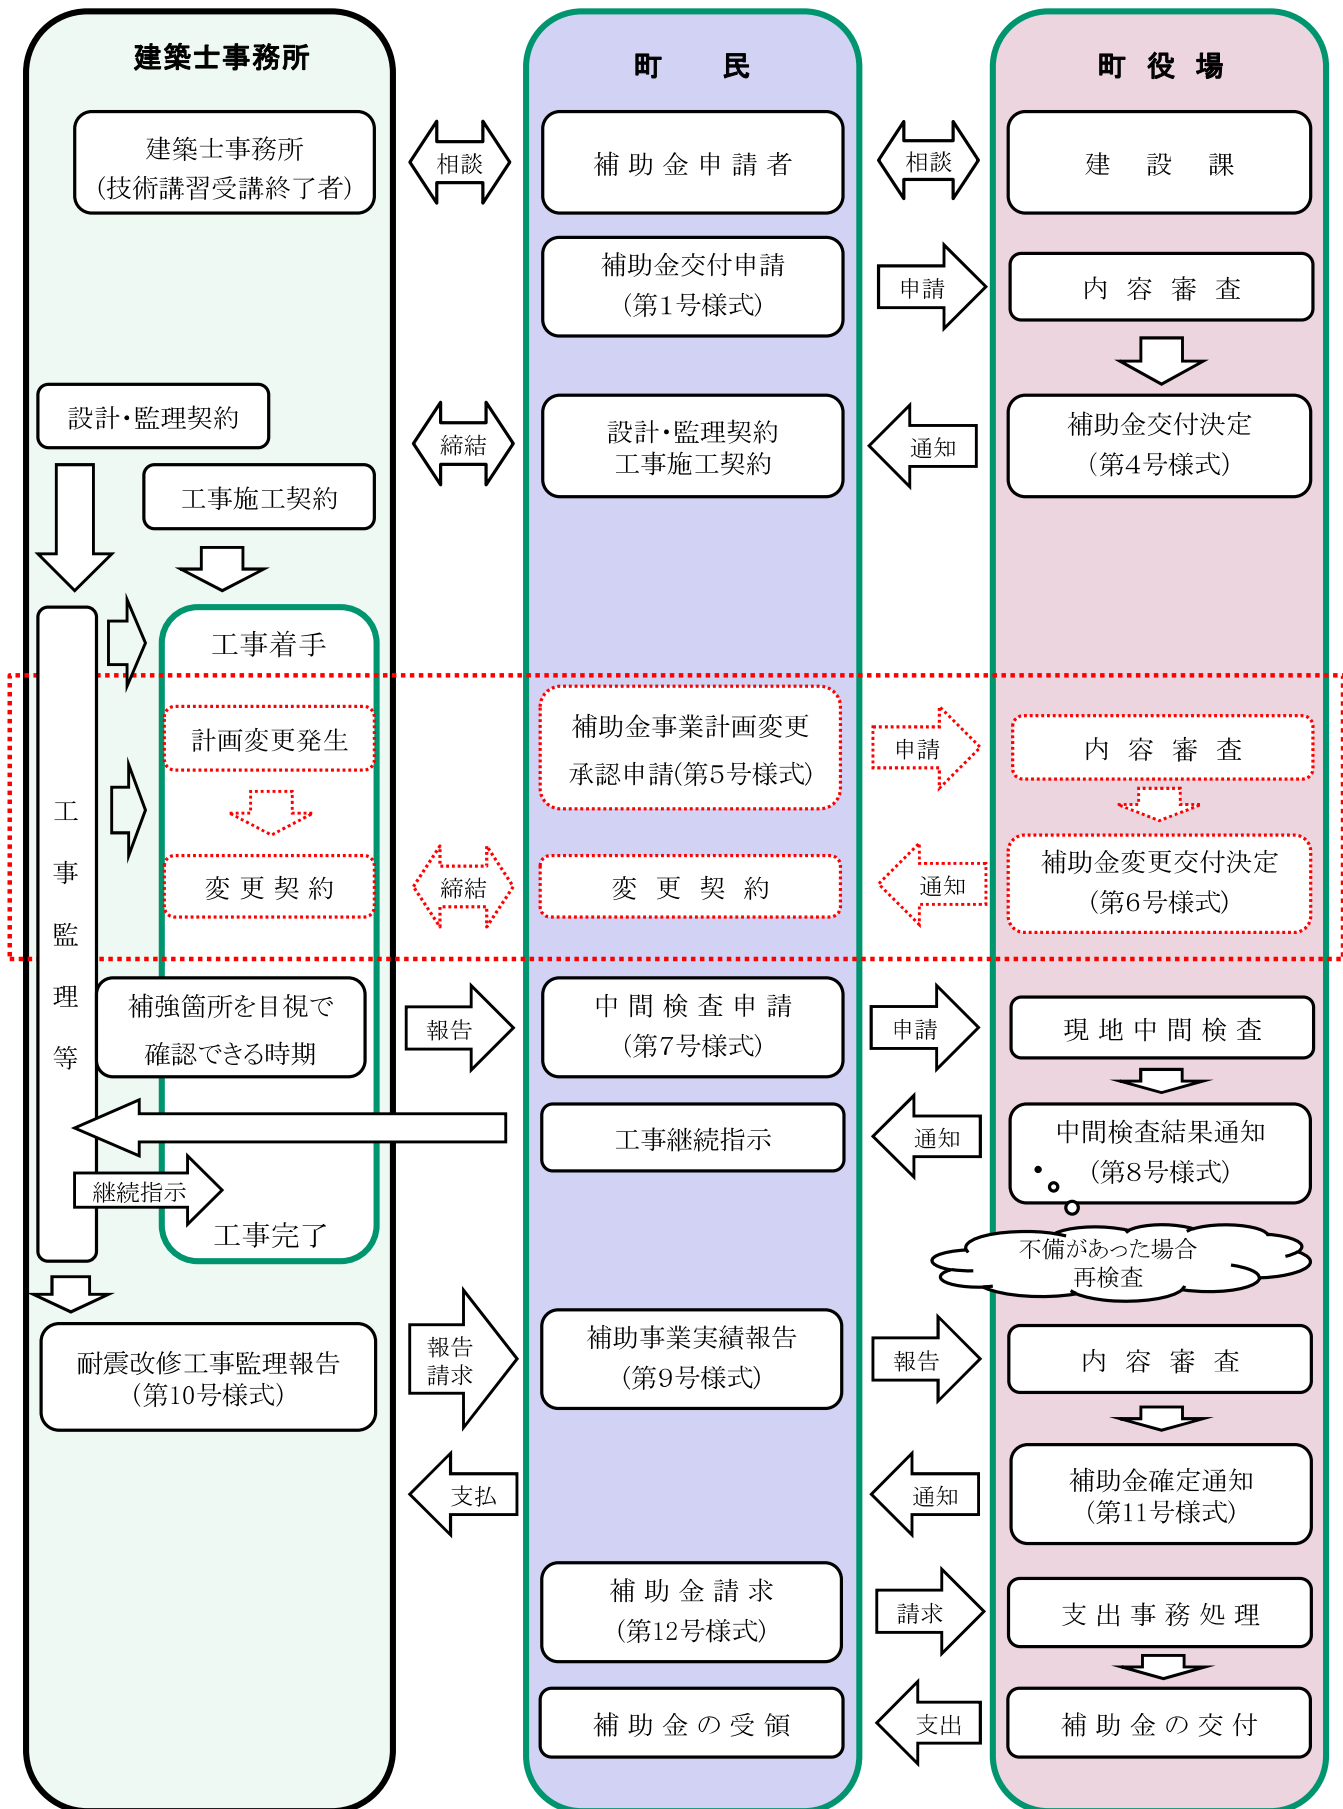 建築士事務所
町 民
町 役 場
建築士事務所
(技術講習受講終了者)
相談
補助金申請者
相談
建 設 課
補助金交付申請
(第1号様式)
申請
内容審査
設計・監理契約
工事施工契約
締結
設計・監理契約
工事施工契約
通知
補助金交付決定
(第4号様式)
工事着手
計画変更発生
補助金事業計画変更
承認申請(第5号様式)
申請
内容審査
工事監理等
変更契約
締結
変更契約
通知
補助金変更交付決定
(第6号様式)
補強箇所を目視で
確認できる時期
報告
中間検査申請
(第7号様式)
申請
現地中間検査
工事継続指示
通知
中間検査結果通知
(第8号様式)
継続指示
工事完了
不備があった場合
再検査
耐震改修工事監理報告
(第10号様式)
報告
請求
補助事業実績報告
(第9号様式)
報告
内容審査
支払
通知
補助金確定通知
(第11号様式)
補助金請求
(第12号様式)
請求
支出事務処理
補助金の受領
支出
補助金の交付